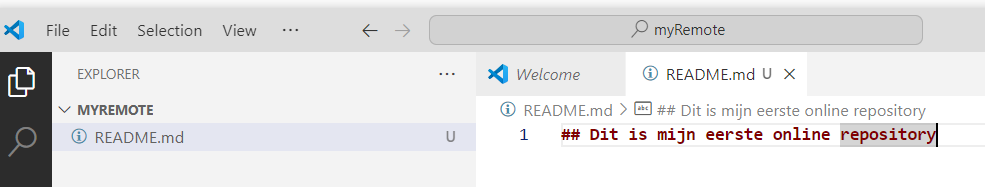 File Edit Selection View ··· myRemote
EXPLORER ···
Welcome README.md U
MYREMOTE
README.md U
README.md > ## Dit is mijn eerste online repository
1 ## Dit is mijn eerste online repository